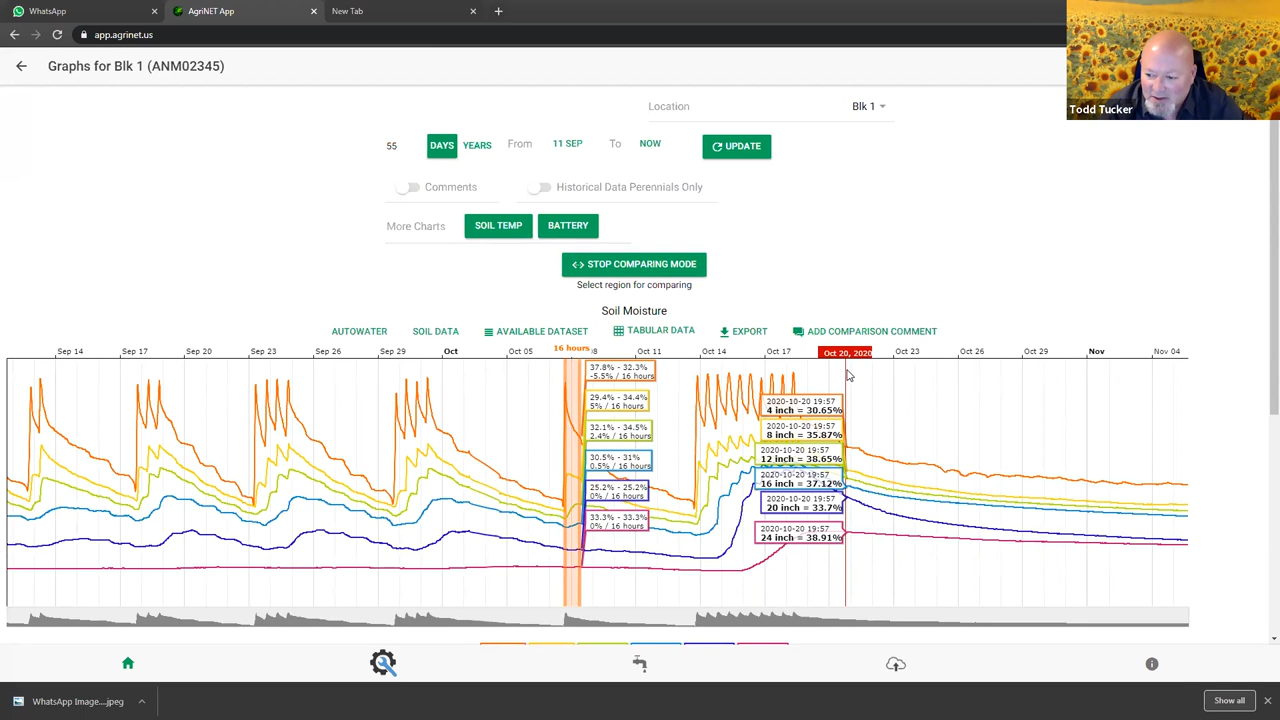 WhatsApp
AgriNET App
New Tab
app.agrinet.us
Graphs for Blk 1 (ANM02345)
Todd Tucker
Location
Blk 1
55
DAYS
YEARS
From
11 SEP
To
NOW
UPDATE
Comments
Historical Data Perennials Only
More Charts
SOIL TEMP
BATTERY
STOP COMPARING MODE
Select region for comparing
Soil Moisture
AUTOWATER
SOIL DATA
AVAILABLE DATASET
TABULAR DATA
EXPORT
ADD COMPARISON COMMENT
Sep 14
Sep 17
Sep 20
Sep 23
Sep 26
Sep 29
Oct
Oct 05
16 hours
8
Oct 11
Oct 14
Oct 17
Oct 20, 2020
Oct 23
Oct 26
Oct 29
Nov
Nov 04
37.8% - 32.3%
-5.5% / 16 hours
29.4% - 34.4%
5% / 16 hours
32.1% - 34.5%
2.4% / 16 hours
30.5% - 31%
0.5% / 16 hours
25.2% - 25.2%
0% / 16 hours
33.3% - 33.3%
0% / 16 hours
2020-10-20 19:57
4 inch = 30.65%
2020-10-20 19:57
8 inch = 35.87%
2020-10-20 19:57
12 inch = 38.65%
2020-10-20 19:57
16 inch = 37.12%
2020-10-20 19:57
20 inch = 33.7%
2020-10-20 19:57
24 inch = 38.91%
WhatsApp Image....jpeg
Show all